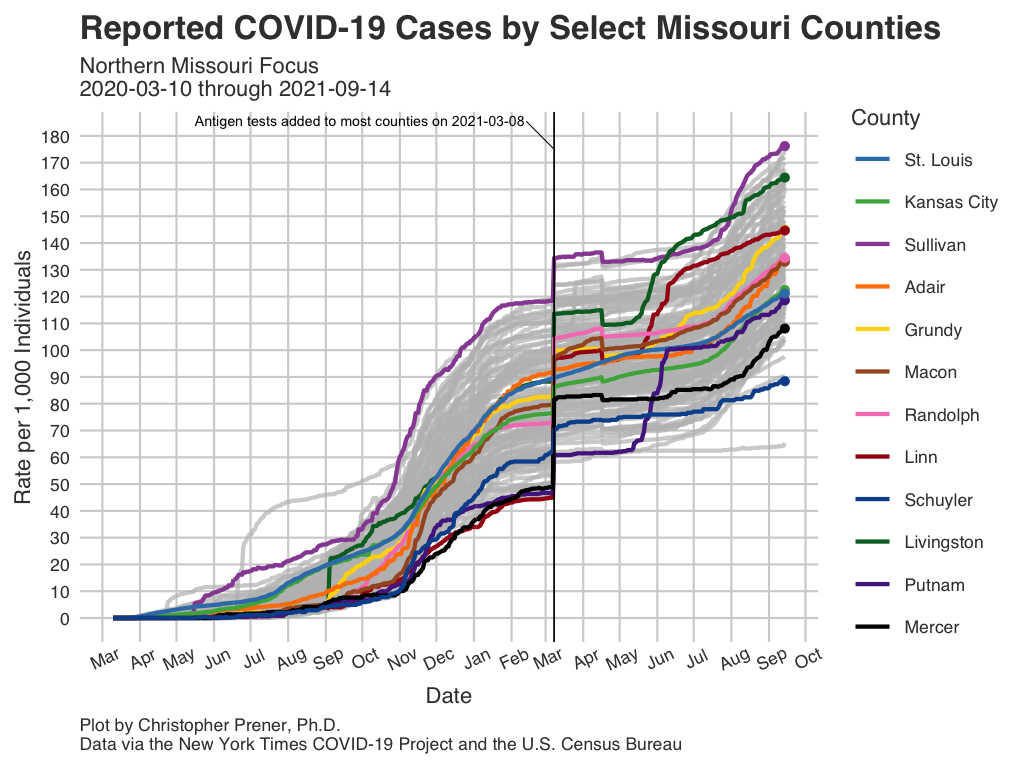 Reported COVID-19 Cases by Select Missouri Counties
Northern Missouri Focus
2020-03-10 through 2021-09-14
Antigen tests added to most counties on 2021-03-08
Rate per 1,000 Individuals
180
170
160
150
140
130
120
110
100
90
80
70
60
50
40
30
20
10
0
Mar Apr May Jun Jul Aug Sep Oct Nov Dec Jan Feb Mar Apr May Jun Jul Aug Sep Oct
Date
County
St. Louis
Kansas City
Sullivan
Adair
Grundy
Macon
Randolph
Linn
Schuyler
Livingston
Putnam
Mercer
Plot by Christopher Prener, Ph.D.
Data via the New York Times COVID-19 Project and the U.S. Census Bureau